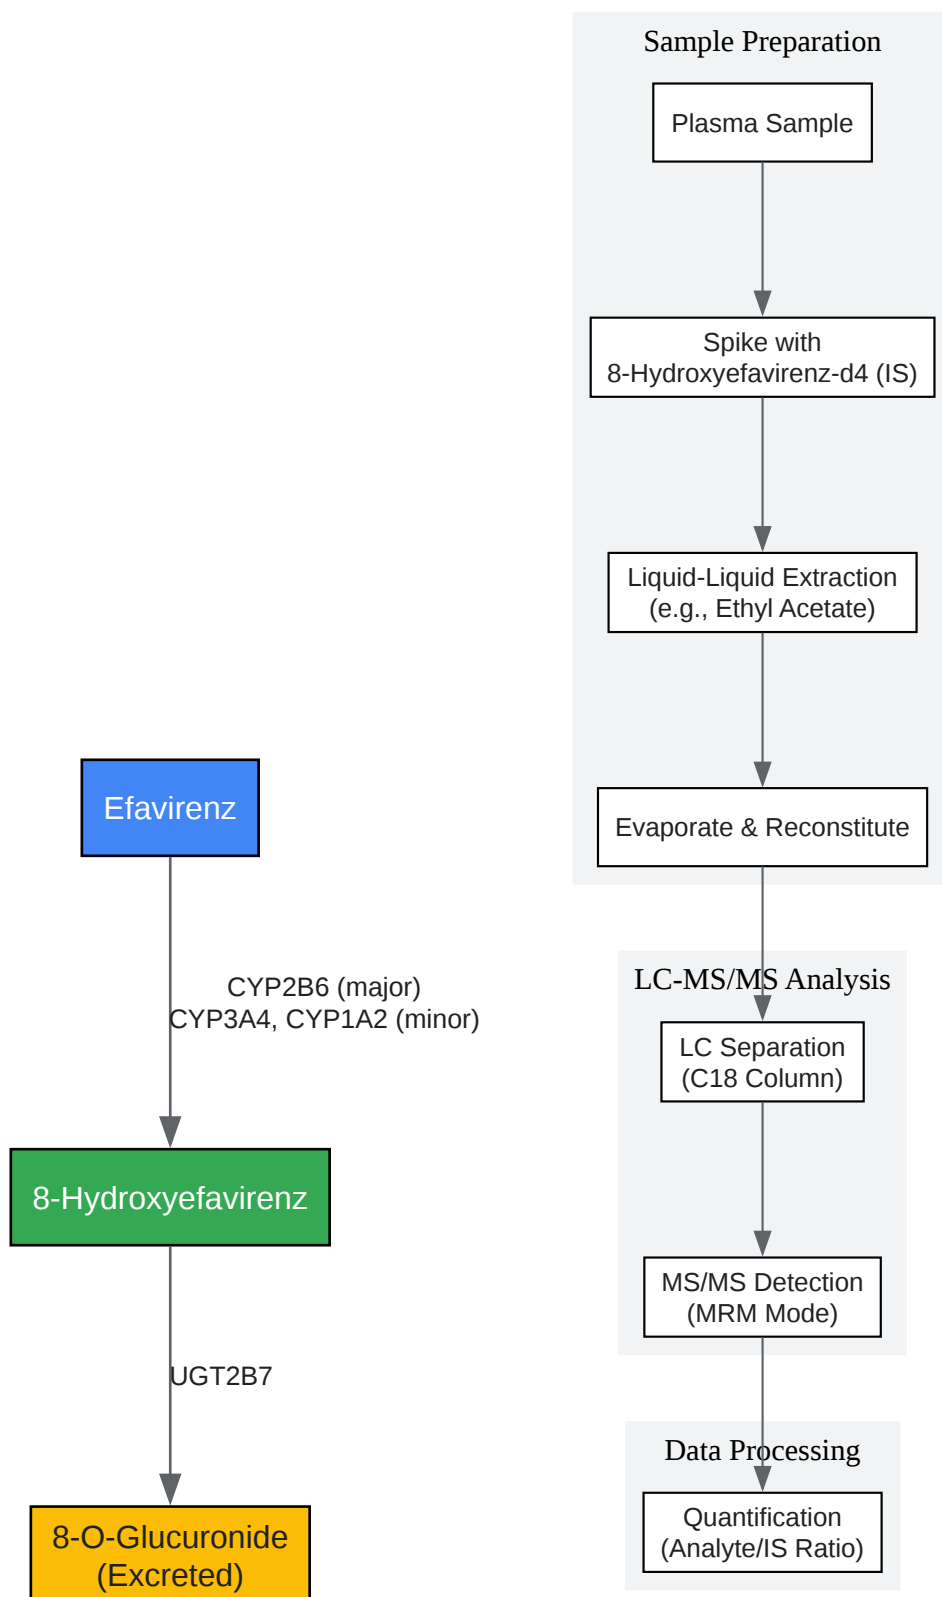 Efavirenz
CYP2B6 (major)
CYP3A4, CYP1A2 (minor)
8-Hydroxyefavirenz
UGT2B7
8-O-Glucuronide
(Excreted)
Sample Preparation
Plasma Sample
Spike with
8-Hydroxyefavirenz-d4 (IS)
Liquid-Liquid Extraction
(e.g., Ethyl Acetate)
Evaporate & Reconstitute
LC-MS/MS Analysis
LC Separation
(C18 Column)
MS/MS Detection
(MRM Mode)
Data Processing
Quantification
(Analyte/IS Ratio)